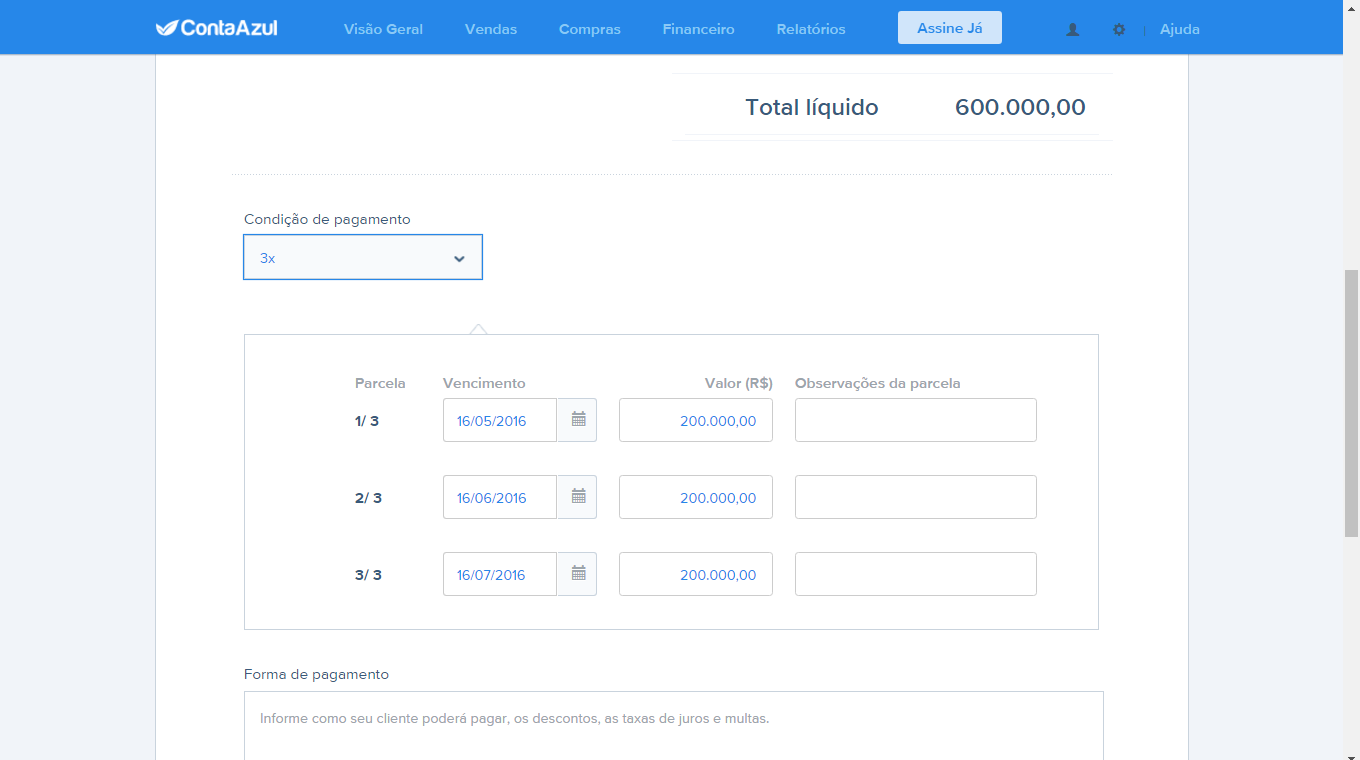 ContaAzul Visão Geral Vendas Compras Financeiro Relatórios Assine Já Ajuda
Total líquido 600.000,00
Condição de pagamento
3x
Parcela Vencimento Valor (R$) Observações da parcela
1/ 3 16/05/2016 200.000,00
2/ 3 16/06/2016 200.000,00
3/ 3 16/07/2016 200.000,00
Forma de pagamento
Informe como seu cliente poderá pagar, os descontos, as taxas de juros e multas.